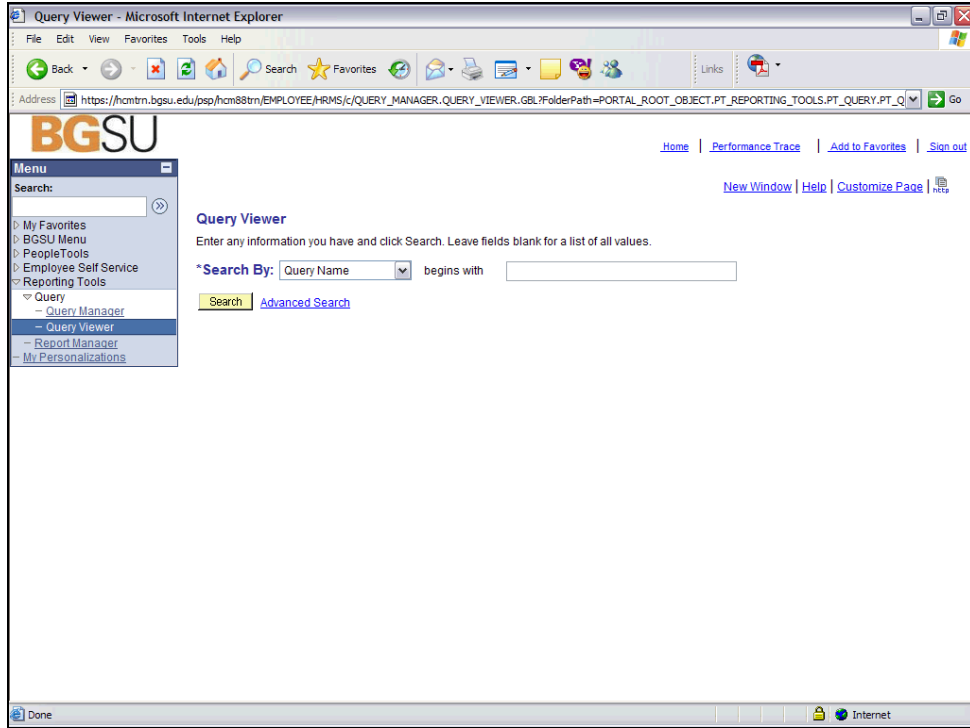 Query Viewer - Microsoft Internet Explorer
File Edit View Favorites Tools Help
Back Search Favorites Links
Address https://hcmtrn.bgsu.edu/psp/hcm88trn/EMPLOYEE/HRMS/c/QUERY_MANAGER.QUERY_VIEWER.GBL?FolderPath=PORTAL_ROOT_OBJECT.PT_REPORTING_TOOLS.PT_QUERY.PT_Q Go
BGSU
Home | Performance Trace | Add to Favorites | Sign out
Menu
New Window | Help | Customize Page | http
Search:
My Favorites
BGSU Menu
PeopleTools
Employee Self Service
Reporting Tools
Query
- Query Manager
- Query Viewer
- Report Manager
- My Personalizations
Query Viewer
Enter any information you have and click Search. Leave fields blank for a list of all values.
*Search By: Query Name begins with
Search Advanced Search
Done Internet